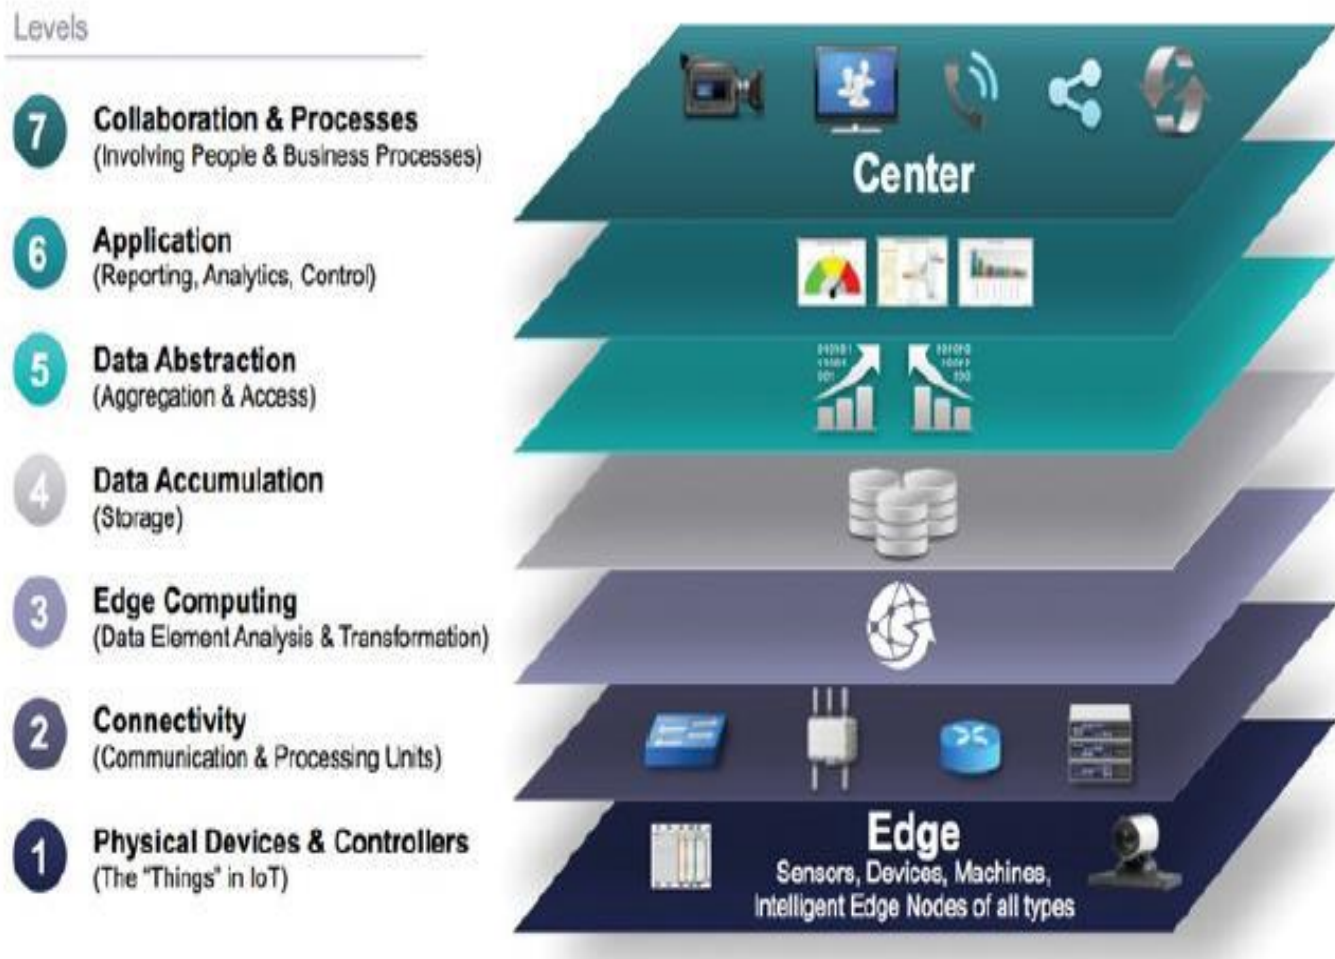 Levels
7
Collaboration & Processes
(Involving People & Business Processes)
6
Application
(Reporting, Analytics, Control)
5
Data Abstraction
(Aggregation & Access)
4
Data Accumulation
(Storage)
3
Edge Computing
(Data Element Analysis & Transformation)
2
Connectivity
(Communication & Processing Units)
1
Physical Devices & Controllers
(The "Things" in IoT)
Center
Edge
Sensors, Devices, Machines,
Intelligent Edge Nodes of all types